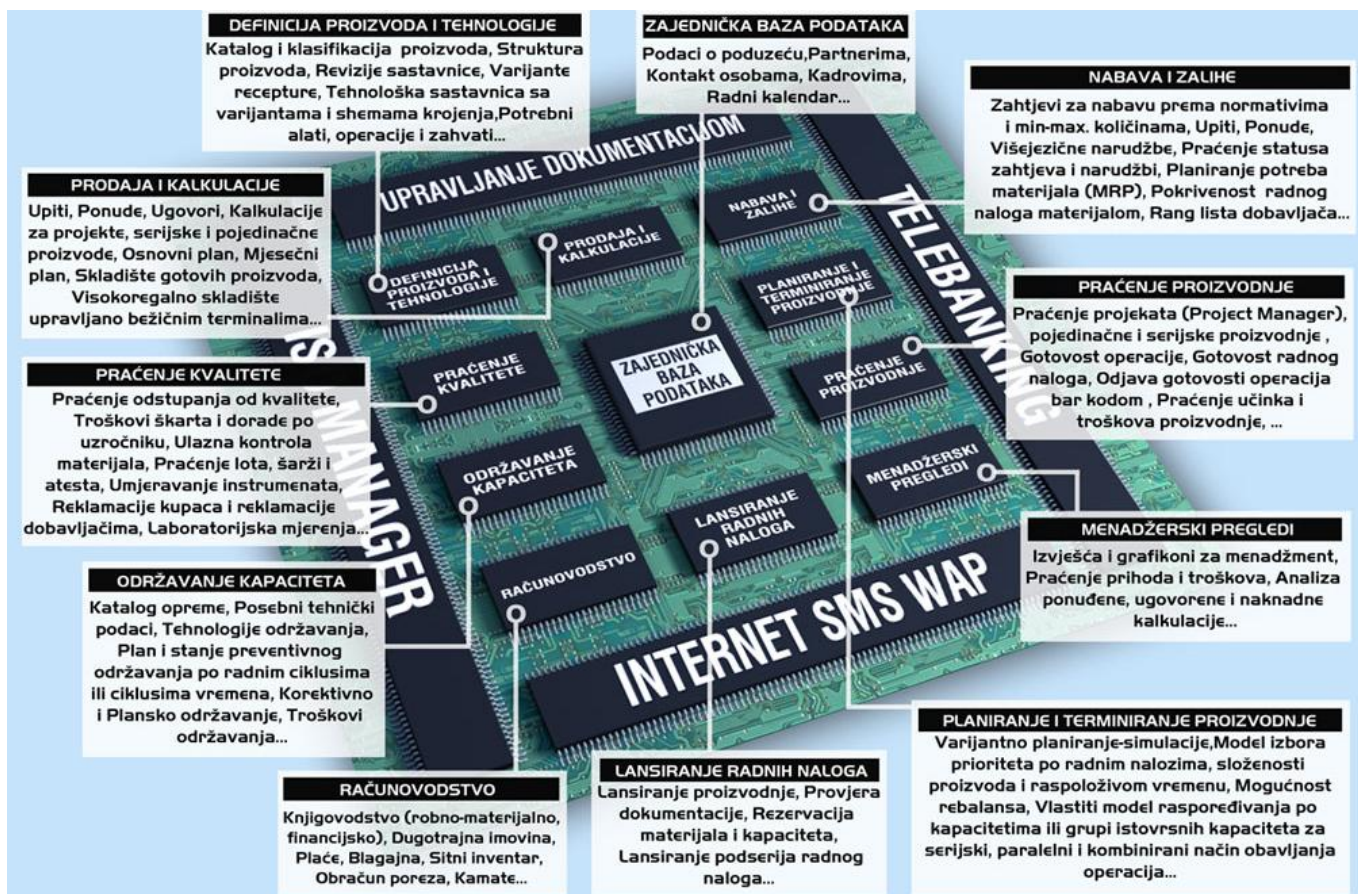 DEFINICIJA PROIZVODA I TEHNOLOGIJE
Katalog i klasifikacija proizvoda, Struktura
proizvoda, Revizije sastavnice, Varijante
recepture, Tehnološka sastavnica sa
varijantama i shemama krojenja,Potrebni
alati, operacije i zahvati...
ZAJEDNIČKA BAZA PODATAKA
Podaci o poduzeću,Partnerima,
Kontakt osobama, Kadrovima,
Radni kalendar...
NABAVA I ZALIHE
Zahtjevi za nabavu prema normativima
i min-max. količinama, Upiti, Ponude,
Višejezične narudžbe, Praćenje statusa
zahtjeva i narudžbi, Planiranje potreba
materijala (MRP), Pokrivenost radnog
naloga materijalom, Rang lista dobavljača...
PRODAJA I KALKULACIJE
Upiti, Ponude, Ugovori, Kalkulacije
za projekte, serijske i pojedinačne
proizvode, Osnovni plan, Mjesečni
plan, Skladište gotovih proizvoda,
Visokoregalno skladište
upravljano bežičnim terminalima...
PRAĆENJE PROIZVODNJE
Praćenje projekata (Project Manager),
pojedinačne i serijske proizvodnje ,
Gotovost operacije, Gotovost radnog
naloga, Odjava gotovosti operacija
bar kodom , Praćenje učinka i
troškova proizvodnje, ...
PRAĆENJE KVALITETE
Praćenje odstupanja od kvalitete,
Troškovi škarta i dorade po
uzročniku, Ulazna kontrola
materijala, Praćenje lota, šarži i
atesta, Umjeravanje instrumenata,
Reklamacije kupaca i reklamacije
dobavljačima, Laboratorijska mjerenja...
MENADŽERSKI PREGLEDI
Izvješća i grafikoni za menadžment,
Praćenje prihoda i troškova, Analiza
ponuđene, ugovorene i naknadne
kalkulacije...
ODRŽAVANJE KAPACITETA
Katalog opreme, Posebni tehnički
podaci, Tehnologije održavanja,
Plan i stanje preventivnog
održavanja po radnim ciklusima
ili ciklusima vremena, Korektivno
i Plansko održavanje, Troškovi
održavanja...
RAČUNOVODSTVO
Knjigovodstvo (robno-materijalno,
financijsko), Dugotrajna imovina,
Plaće, Blagajna, Sitni inventar,
Obračun poreza, Kamate...
LANSIRANJE RADNIH NALOGA
Lansiranje proizvodnje, Provjera
dokumentacije, Rezervacija
materijala i kapaciteta,
Lansiranje podserija radnog
naloga...
PLANIRANJE I TERMINIRANJE PROIZVODNJE
Varijantno planiranje-simulacije,Model izbora
prioriteta po radnim nalozima, složenosti
proizvoda i raspoloživom vremenu, Mogućnost
rebalansa, Vlastiti model raspoređivanja po
kapacitetima ili grupi istovrsnih kapaciteta za
serijski, paralelni i kombinirani način obavljanja
operacija...
UPRAVLJANJE DOKUMENTACIJOM
TELEBANKING
MANAGER
INTERNET SMS WAP
NABAVA I
ZALIHE
PRODAJA I
KALKULACIJE
DEFINICIJA
PROIZVODA I
TEHNOLOGIJE
PLANIRANJE I
TERMINIRANJE
PROIZVODNJE
ZAJEDNIČKA
BAZA
PODATAKA
PRAĆENJE
KVALITETE
PRAĆENJE
PROIZVODNJE
ODRŽAVANJE
KAPACITETA
MENADŽERSKI
PREGLEDI
LANSIRANJE
RADNIH
NALOGA
RAČUNOVODSTVO